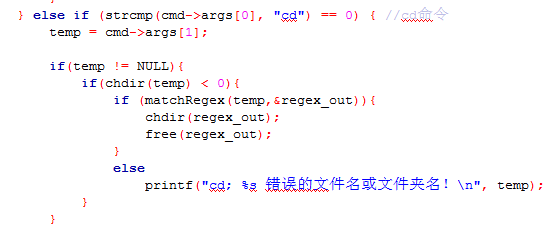 } else if (strcmp(cmd->args[0], "cd") == 0) { //cd命令
temp = cmd->args[1];
if(temp != NULL){
if(chdir(temp) < 0){
if (matchRegex(temp,&regex_out)){
chdir(regex_out);
free(regex_out);
}
else
printf("cd; %s 错误的文件名或文件夹名！\n", temp);
}
}